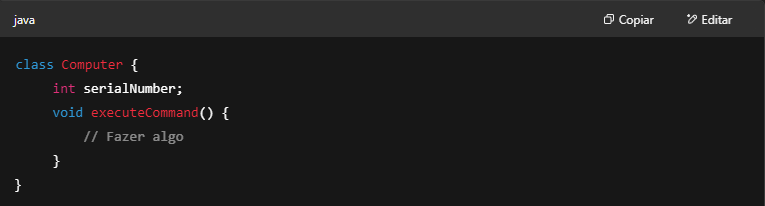 java Copiar Editar
class Computer {
    int serialNumber;
    void executeCommand() {
        // Fazer algo
    }
}